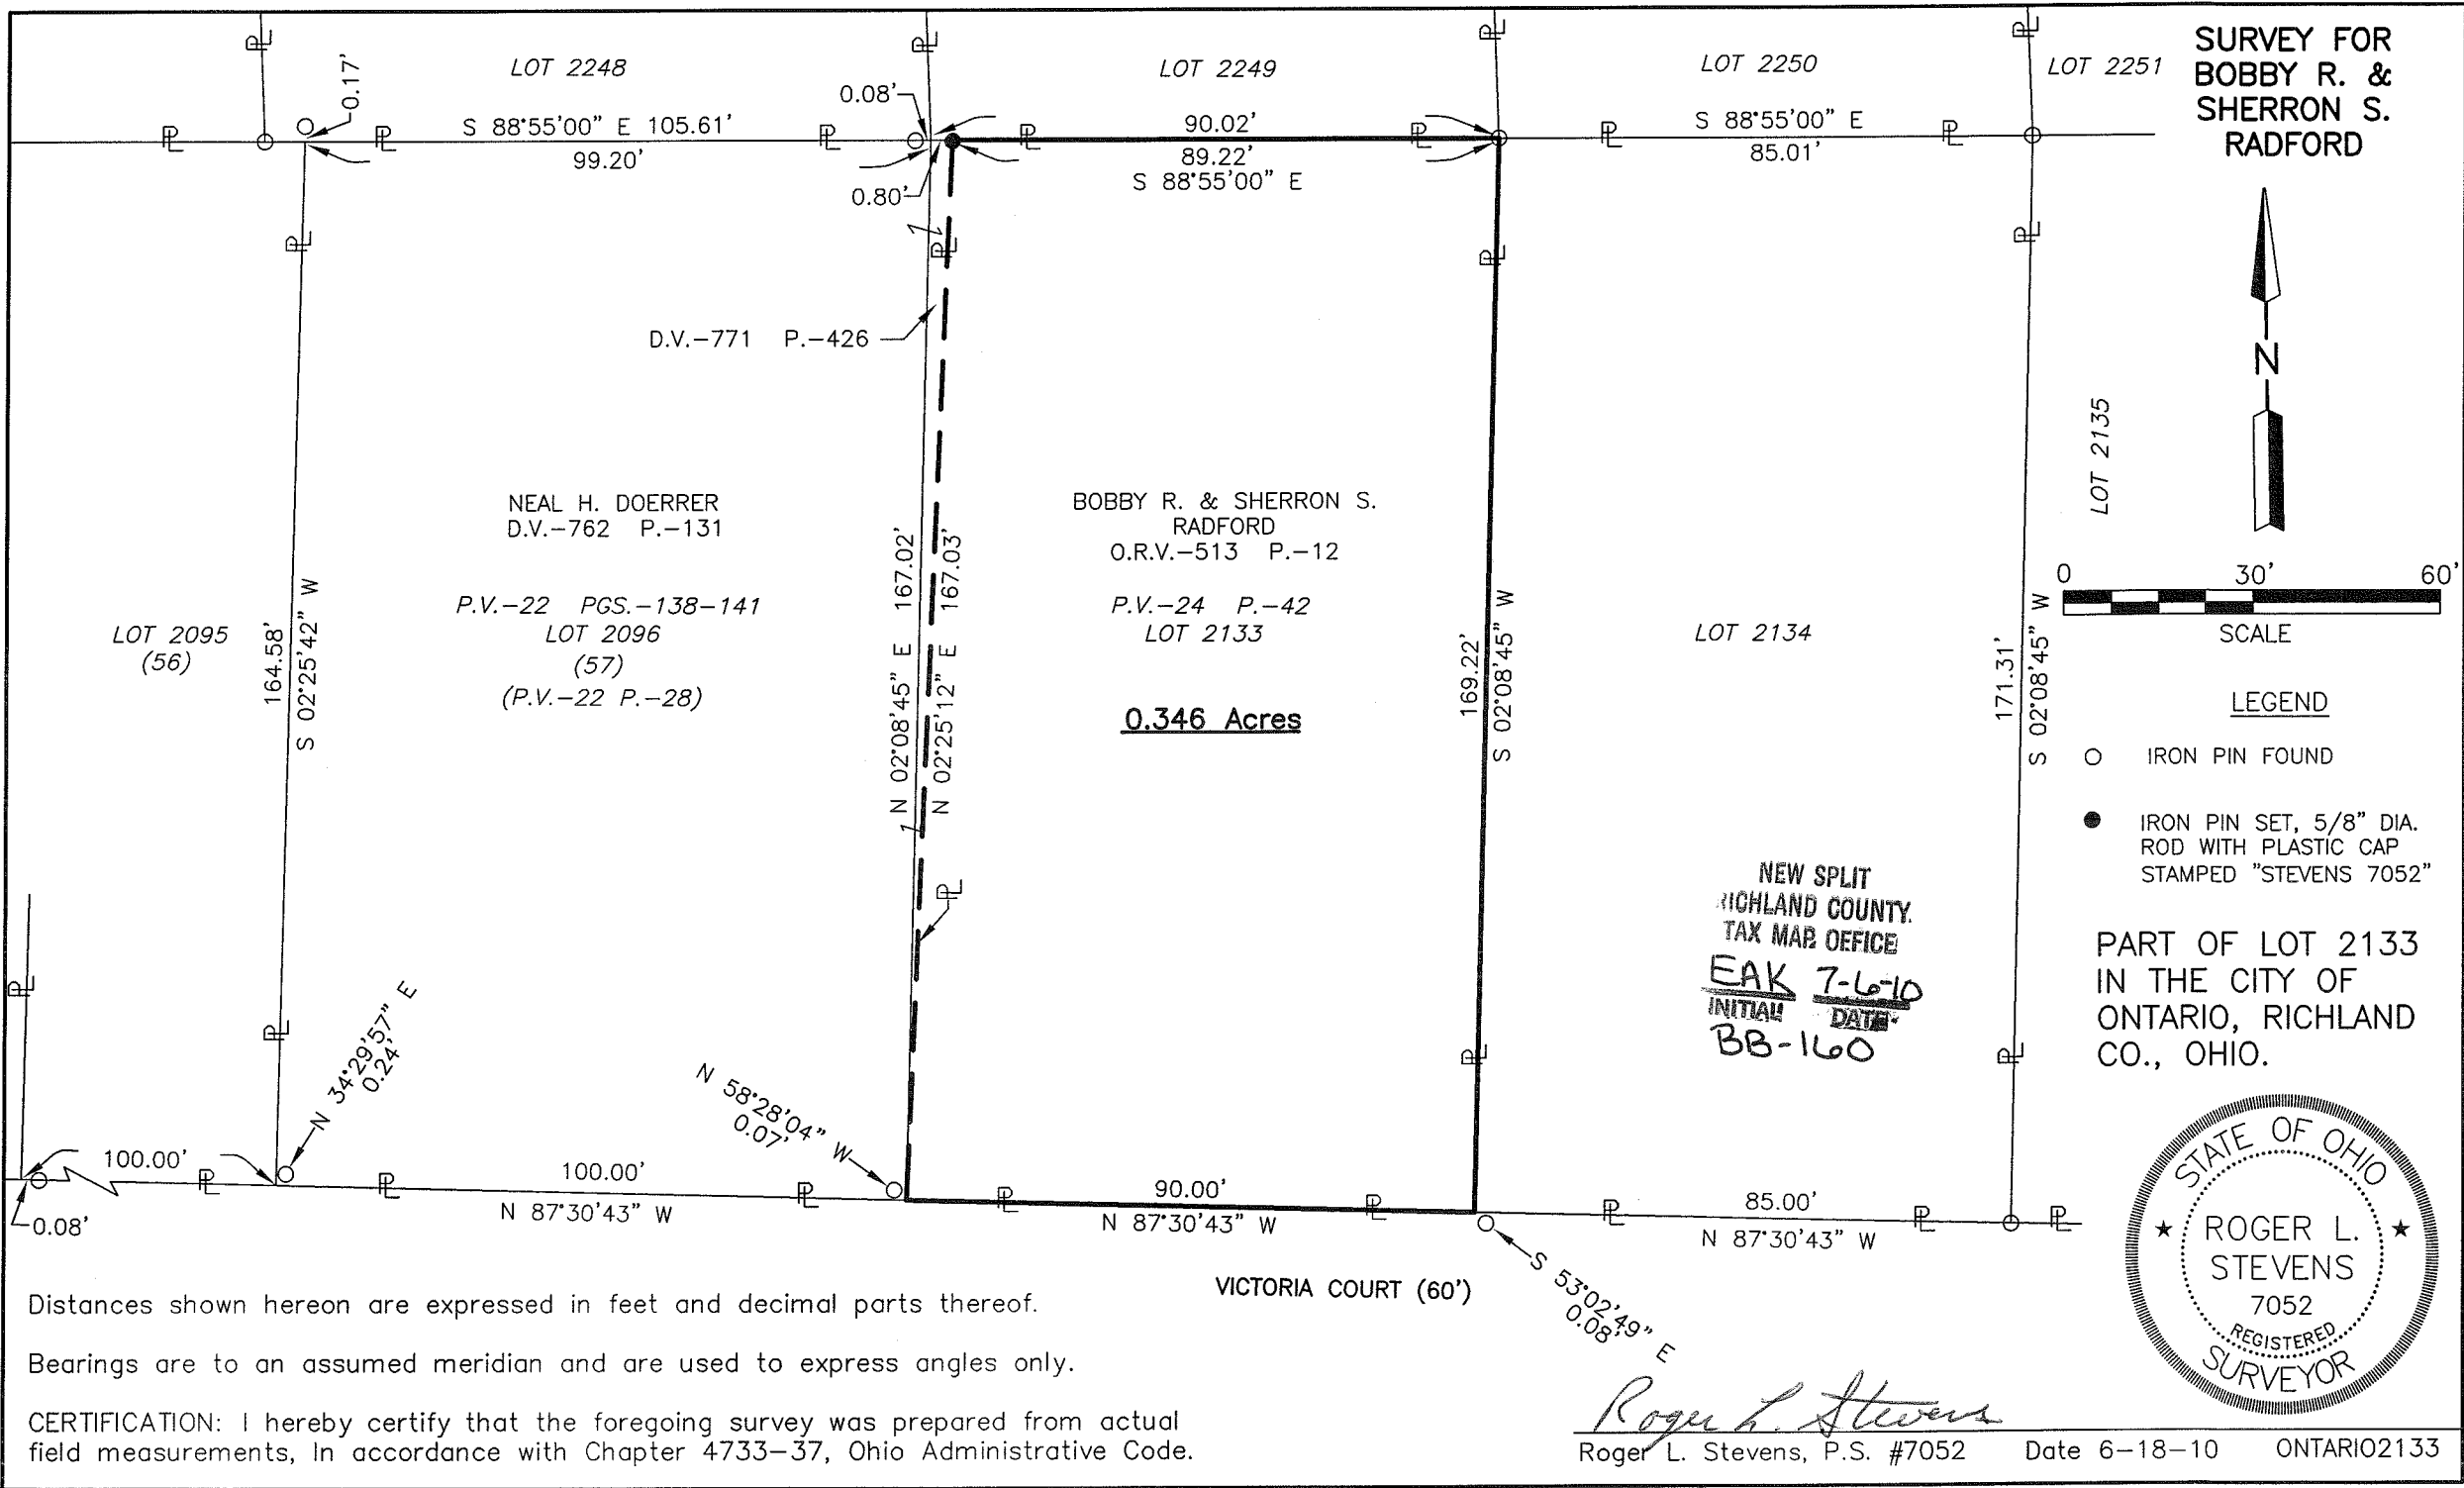 SURVEY FOR
BOBBY R. &
SHERRON S.
RADFORD
LOT 2248
LOT 2249
LOT 2250
LOT 2251
0.17'
0.08'
S 88°55'00" E 105.61'
99.20'
0.80'
90.02'
89.22'
S 88°55'00" E
S 88°55'00" E
85.01'
N
D.V.-771 P.-426
NEAL H. DOERRER
D.V.-762 P.-131
P.V.-22 PGS.-138-141
LOT 2096
(57)
(P.V.-22 P.-28)
LOT 2095
(56)
164.58'
S 02°25'42" W
N 02°08'45" E 167.02'
N 02°25'12" E 167.03'
BOBBY R. & SHERRON S.
RADFORD
O.R.V.-513 P.-12
P.V.-24 P.-42
LOT 2133
0.346 Acres
169.22'
S 02°08'45" W
LOT 2134
171.31'
S 02°08'45" W
LOT 2135
0 30' 60'
SCALE
LEGEND
IRON PIN FOUND
IRON PIN SET, 5/8" DIA.
ROD WITH PLASTIC CAP
STAMPED "STEVENS 7052"
NEW SPLIT
RICHLAND COUNTY
TAX MAP OFFICE
EAK 7-6-10
INITIAL DATE
BB-160
PART OF LOT 2133
IN THE CITY OF
ONTARIO, RICHLAND
CO., OHIO.
N 34°29'57" E
0.24'
N 58°28'04" W
0.07'
100.00'
0.08'
100.00'
N 87°30'43" W
90.00'
N 87°30'43" W
85.00'
N 87°30'43" W
S 53°02'49" E
0.08'
VICTORIA COURT (60')
STATE OF OHIO
ROGER L.
STEVENS
7052
REGISTERED
SURVEYOR
Distances shown hereon are expressed in feet and decimal parts thereof.
Bearings are to an assumed meridian and are used to express angles only.
CERTIFICATION: I hereby certify that the foregoing survey was prepared from actual
field measurements, In accordance with Chapter 4733-37, Ohio Administrative Code.
Roger L. Stevens
Roger L. Stevens, P.S. #7052 Date 6-18-10 ONTARIO2133